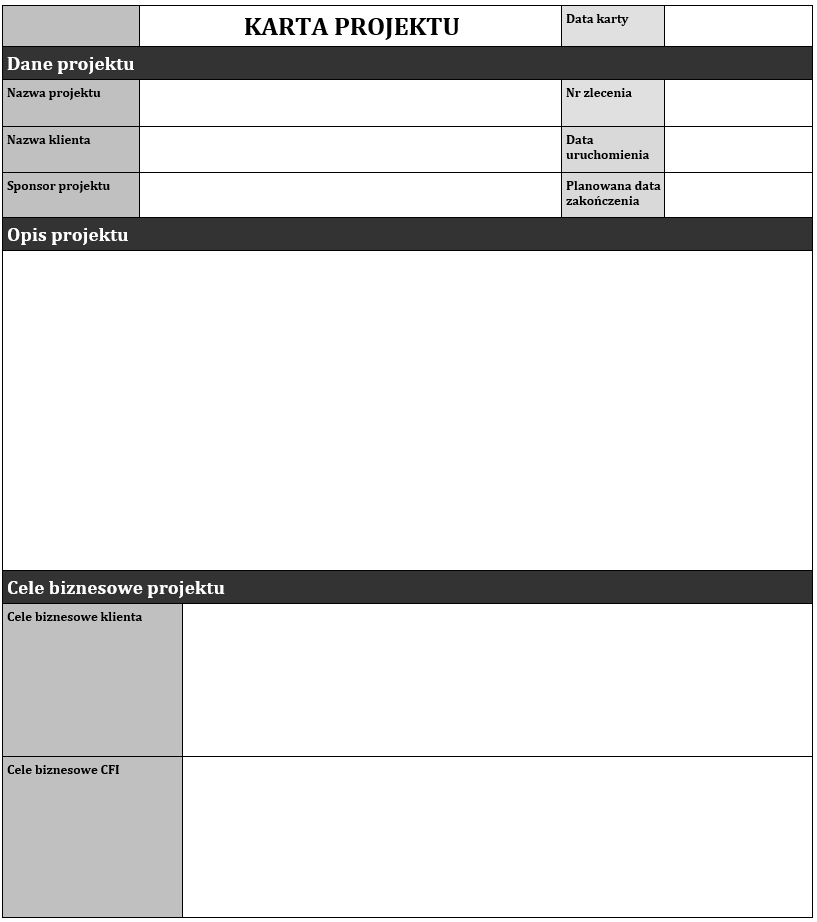 KARTA PROJEKTU
Data karty
Dane projektu
Nazwa projektu
Nr zlecenia
Nazwa klienta
Data
uruchomienia
Sponsor projektu
Planowana data
zakończenia
Opis projektu
Cele biznesowe projektu
Cele biznesowe klienta
Cele biznesowe CFI